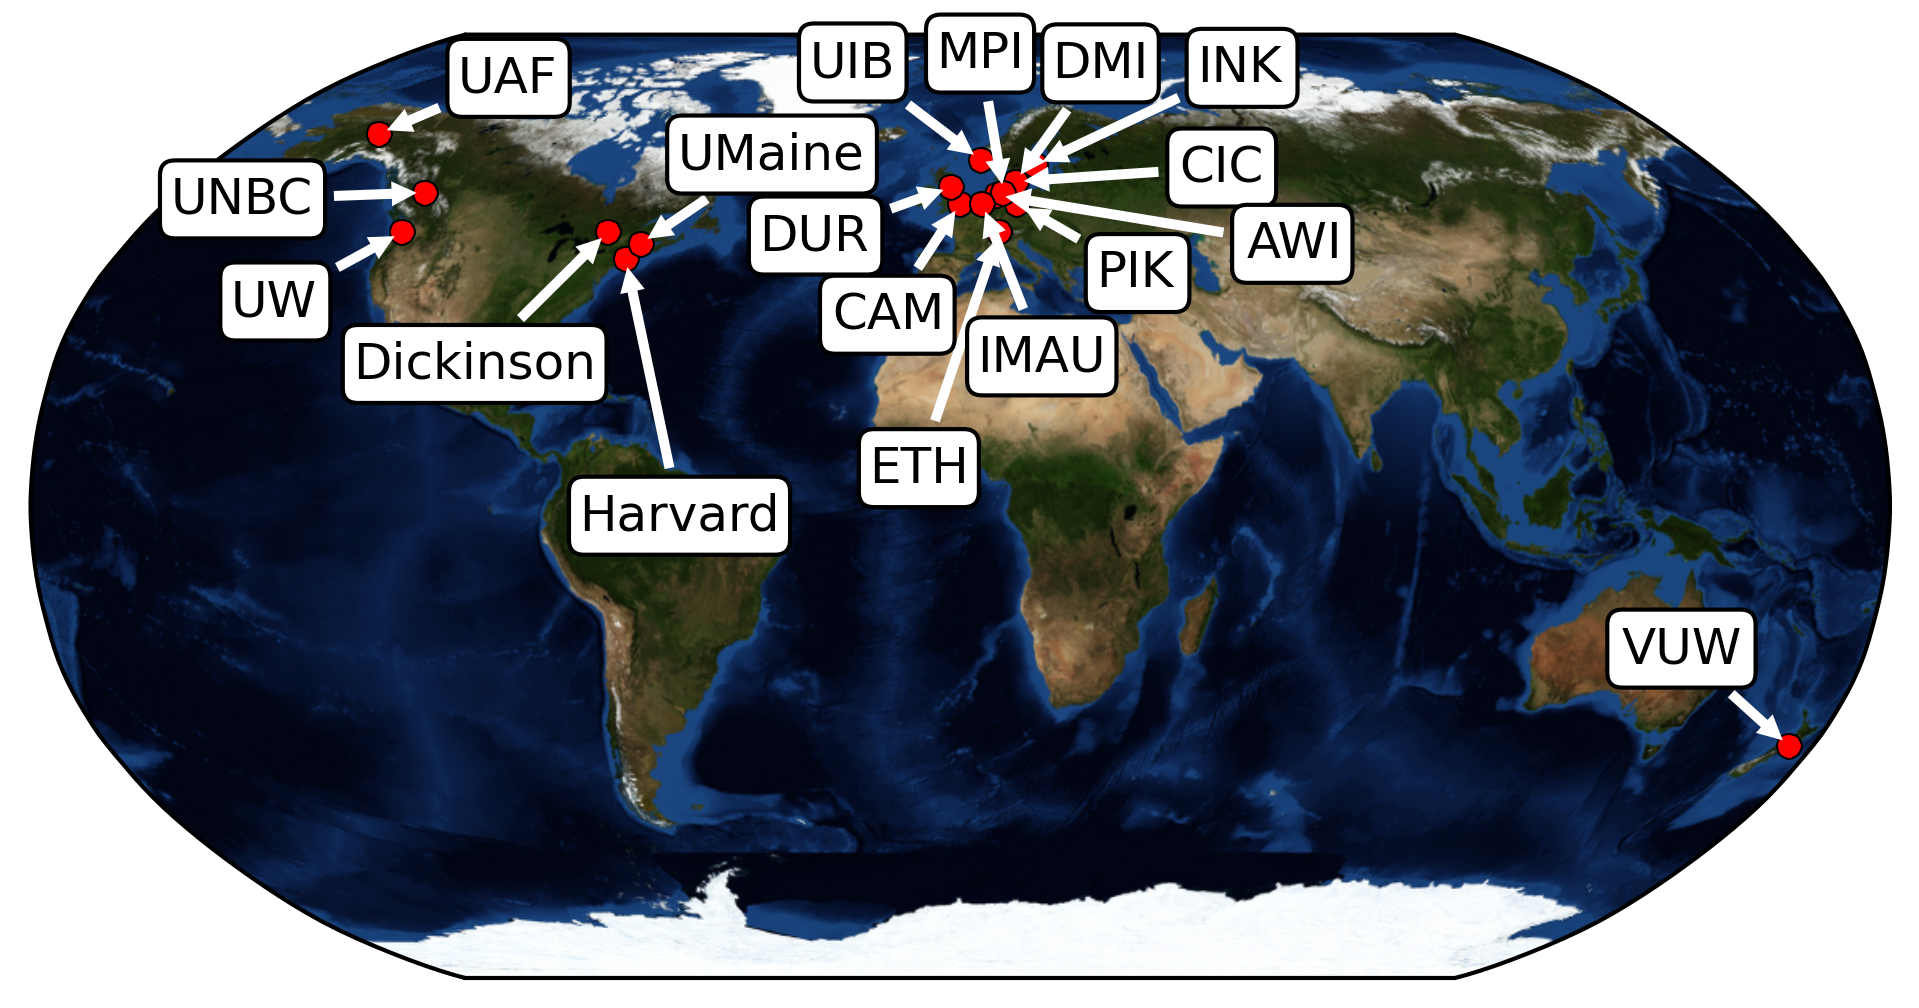 UAF
UIB
MPI
DMI
INK
UMaine
CIC
UNBC
DUR
AWI
UW
PIK
CAM
Dickinson
IMAU
ETH
Harvard
VUW